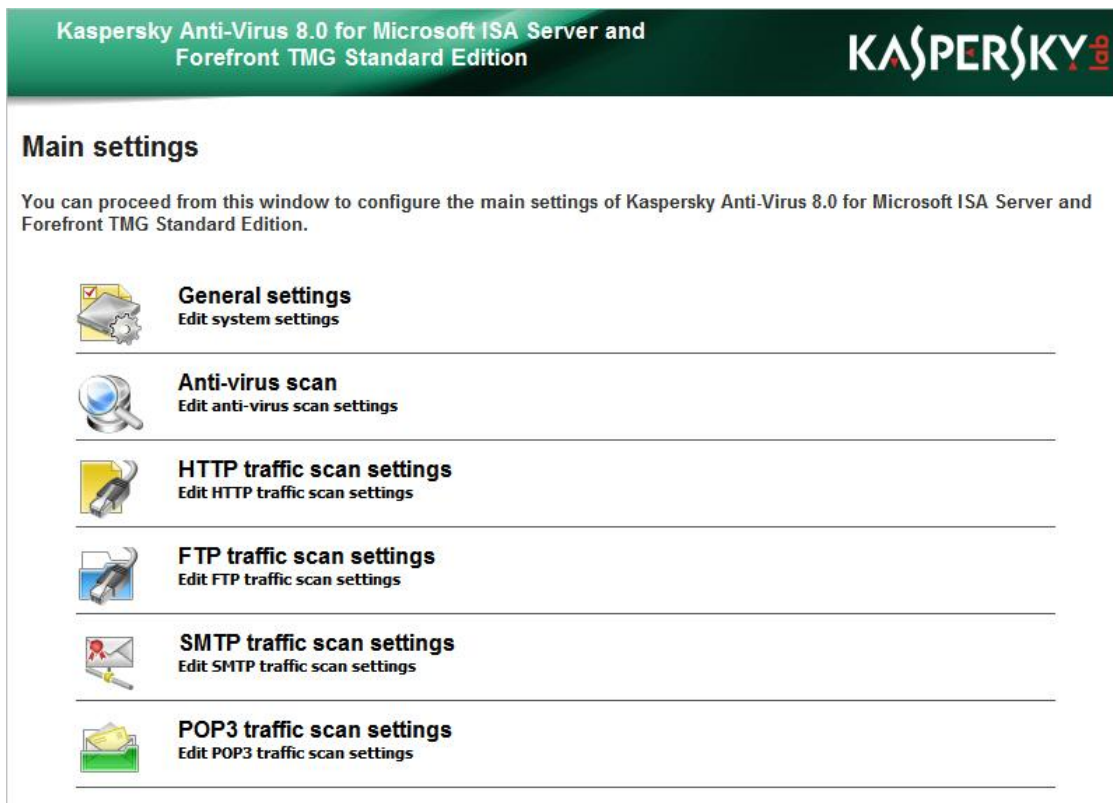 Kaspersky Anti-Virus 8.0 for Microsoft ISA Server and
Forefront TMG Standard Edition
KASPERSKY lab
Main settings
You can proceed from this window to configure the main settings of Kaspersky Anti-Virus 8.0 for Microsoft ISA Server and
Forefront TMG Standard Edition.
General settings
Edit system settings
Anti-virus scan
Edit anti-virus scan settings
HTTP traffic scan settings
Edit HTTP traffic scan settings
FTP traffic scan settings
Edit FTP traffic scan settings
SMTP traffic scan settings
Edit SMTP traffic scan settings
POP3 traffic scan settings
Edit POP3 traffic scan settings